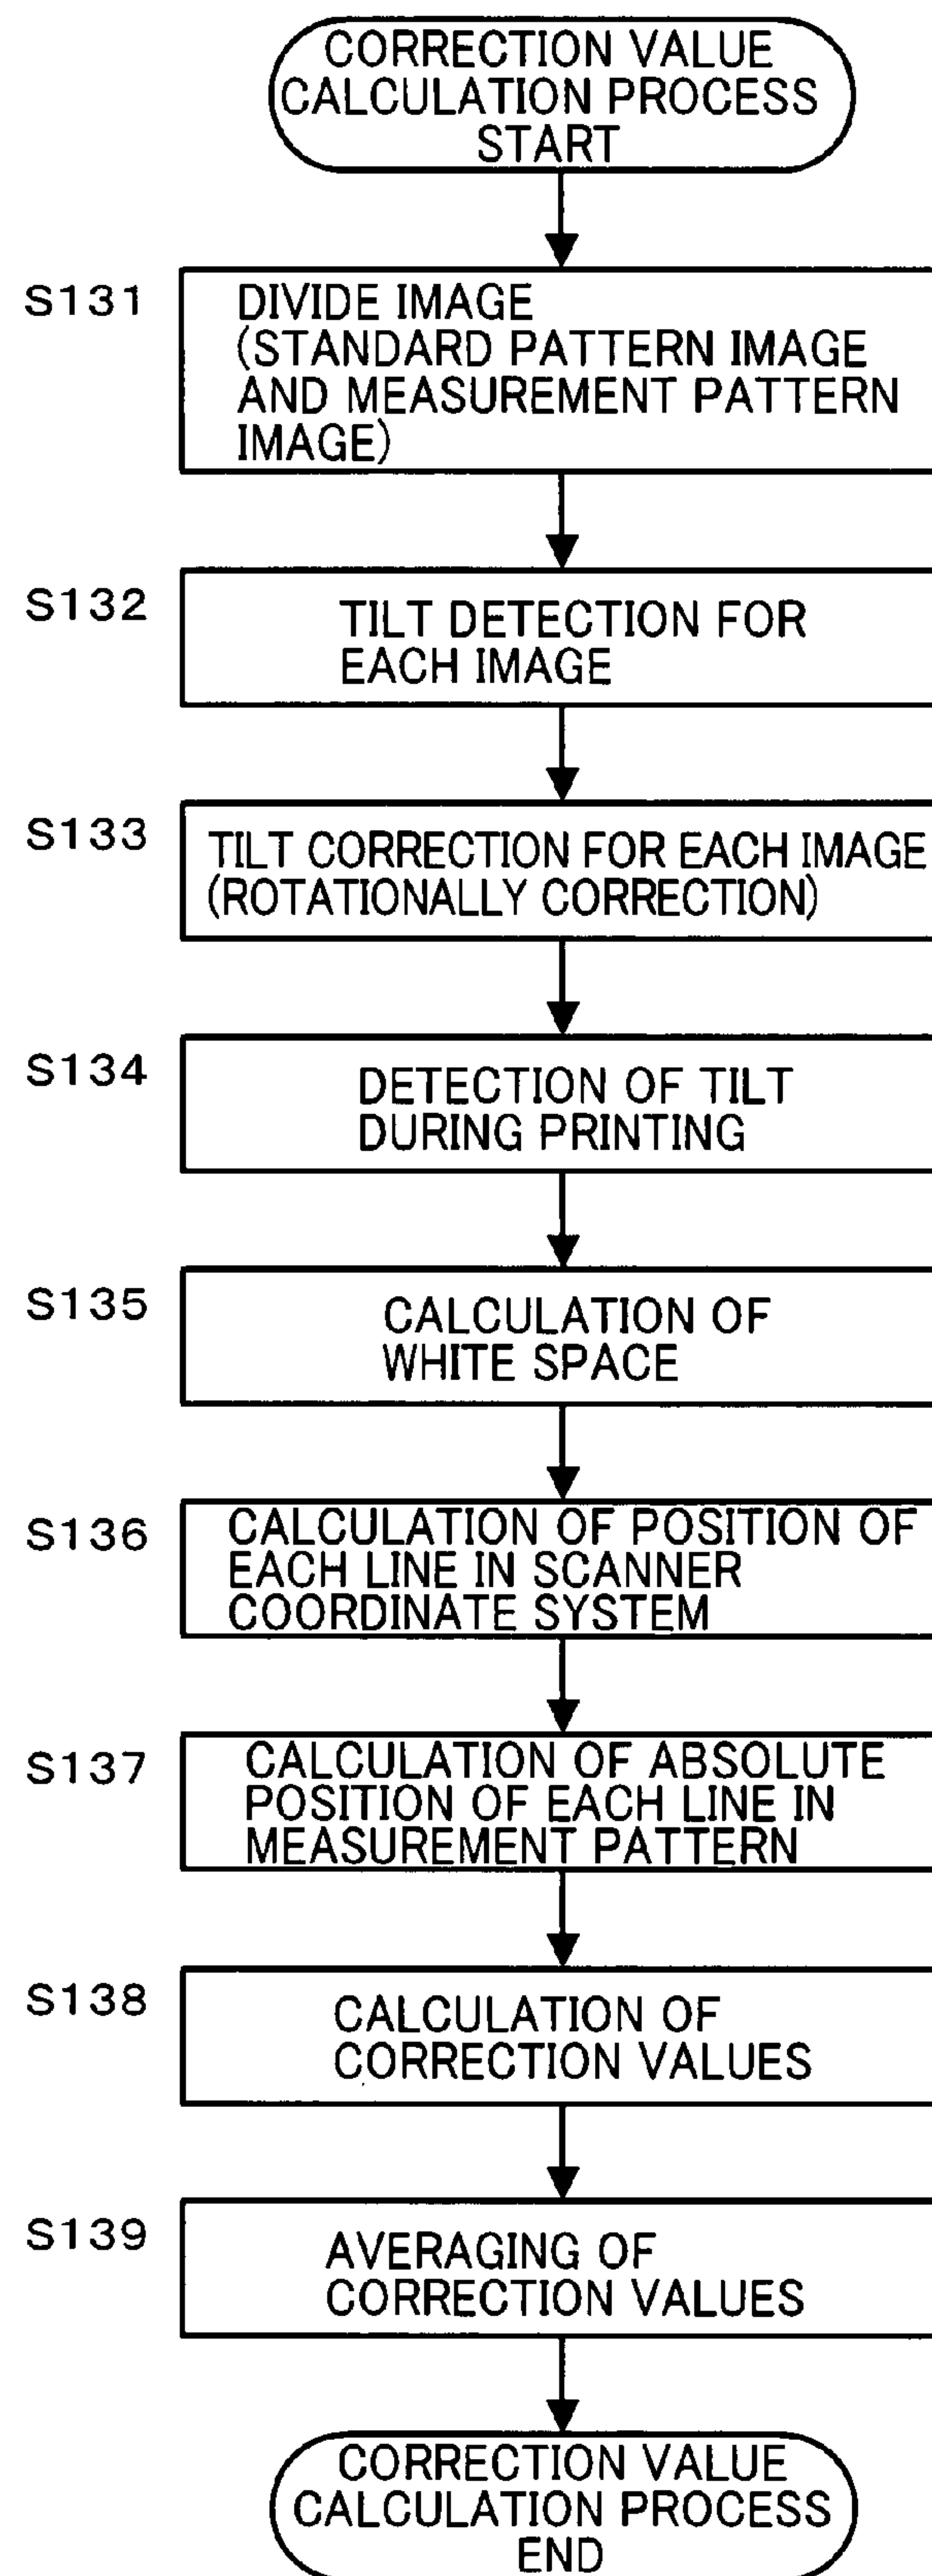 CORRECTION VALUE
CALCULATION PROCESS
START
S131
DIVIDE IMAGE
(STANDARD PATTERN IMAGE
AND MEASUREMENT PATTERN
IMAGE)
S132
TILT DETECTION FOR
EACH IMAGE
S133
TILT CORRECTION FOR EACH IMAGE
(ROTATIONALLY CORRECTION)
S134
DETECTION OF TILT
DURING PRINTING
S135
CALCULATION OF
WHITE SPACE
S136
CALCULATION OF POSITION OF
EACH LINE IN SCANNER
COORDINATE SYSTEM
S137
CALCULATION OF ABSOLUTE
POSITION OF EACH LINE IN
MEASUREMENT PATTERN
S138
CALCULATION OF
CORRECTION VALUES
S139
AVERAGING OF
CORRECTION VALUES
CORRECTION VALUE
CALCULATION PROCESS
END